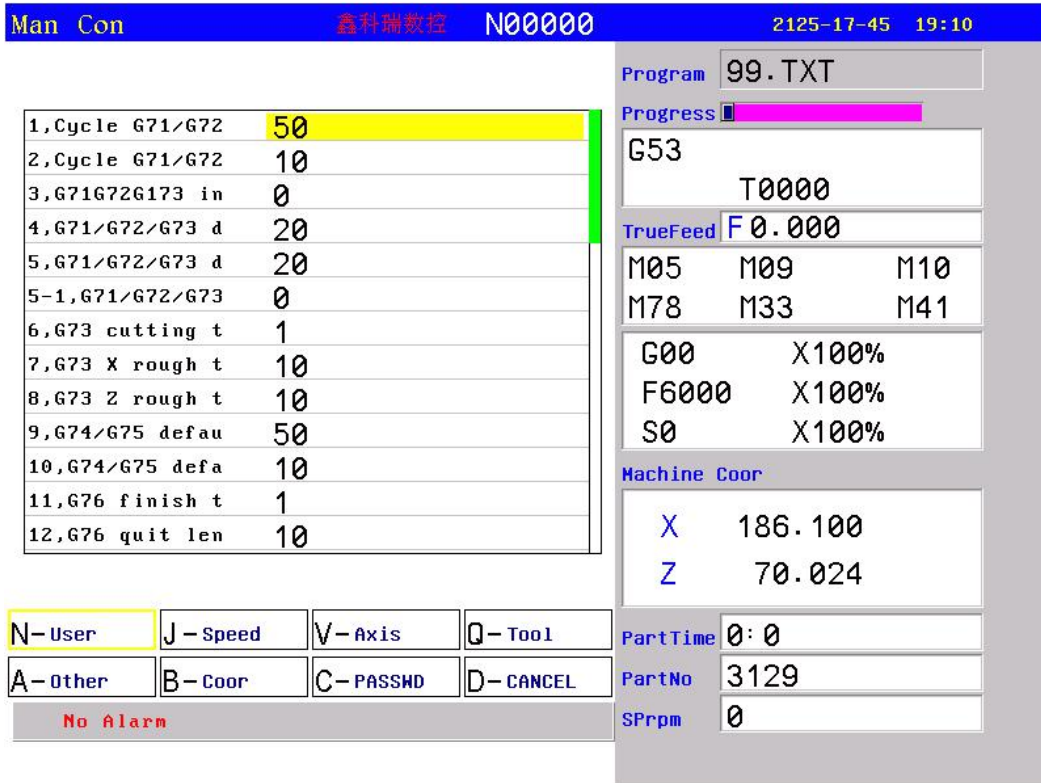 Man Con 鑫科瑞数控 N00000 2125-17-45 19:10
1,Cycle G71/G72 50
2,Cycle G71/G72 10
3,G71G72G173 in 0
4,G71/G72/G73 d 20
5,G71/G72/G73 d 20
5-1,G71/G72/G73 0
6,G73 cutting t 1
7,G73 X rough t 10
8,G73 Z rough t 10
9,G74/G75 defau 50
10,G74/G75 defa 10
11,G76 finish t 1
12,G76 quit len 10
N-User J-Speed V-Axis Q-Tool
A-Other B-Coor C-PASSWD D-CANCEL
No Alarm
Program 99.TXT
Progress
G53
T0000
TrueFeed F 0.000
M05 M09 M10
M78 M33 M41
G00 X100%
F6000 X100%
S0 X100%
Machine Coor
X 186.100
Z 70.024
PartTime 0: 0
PartNo 3129
SPrpm 0